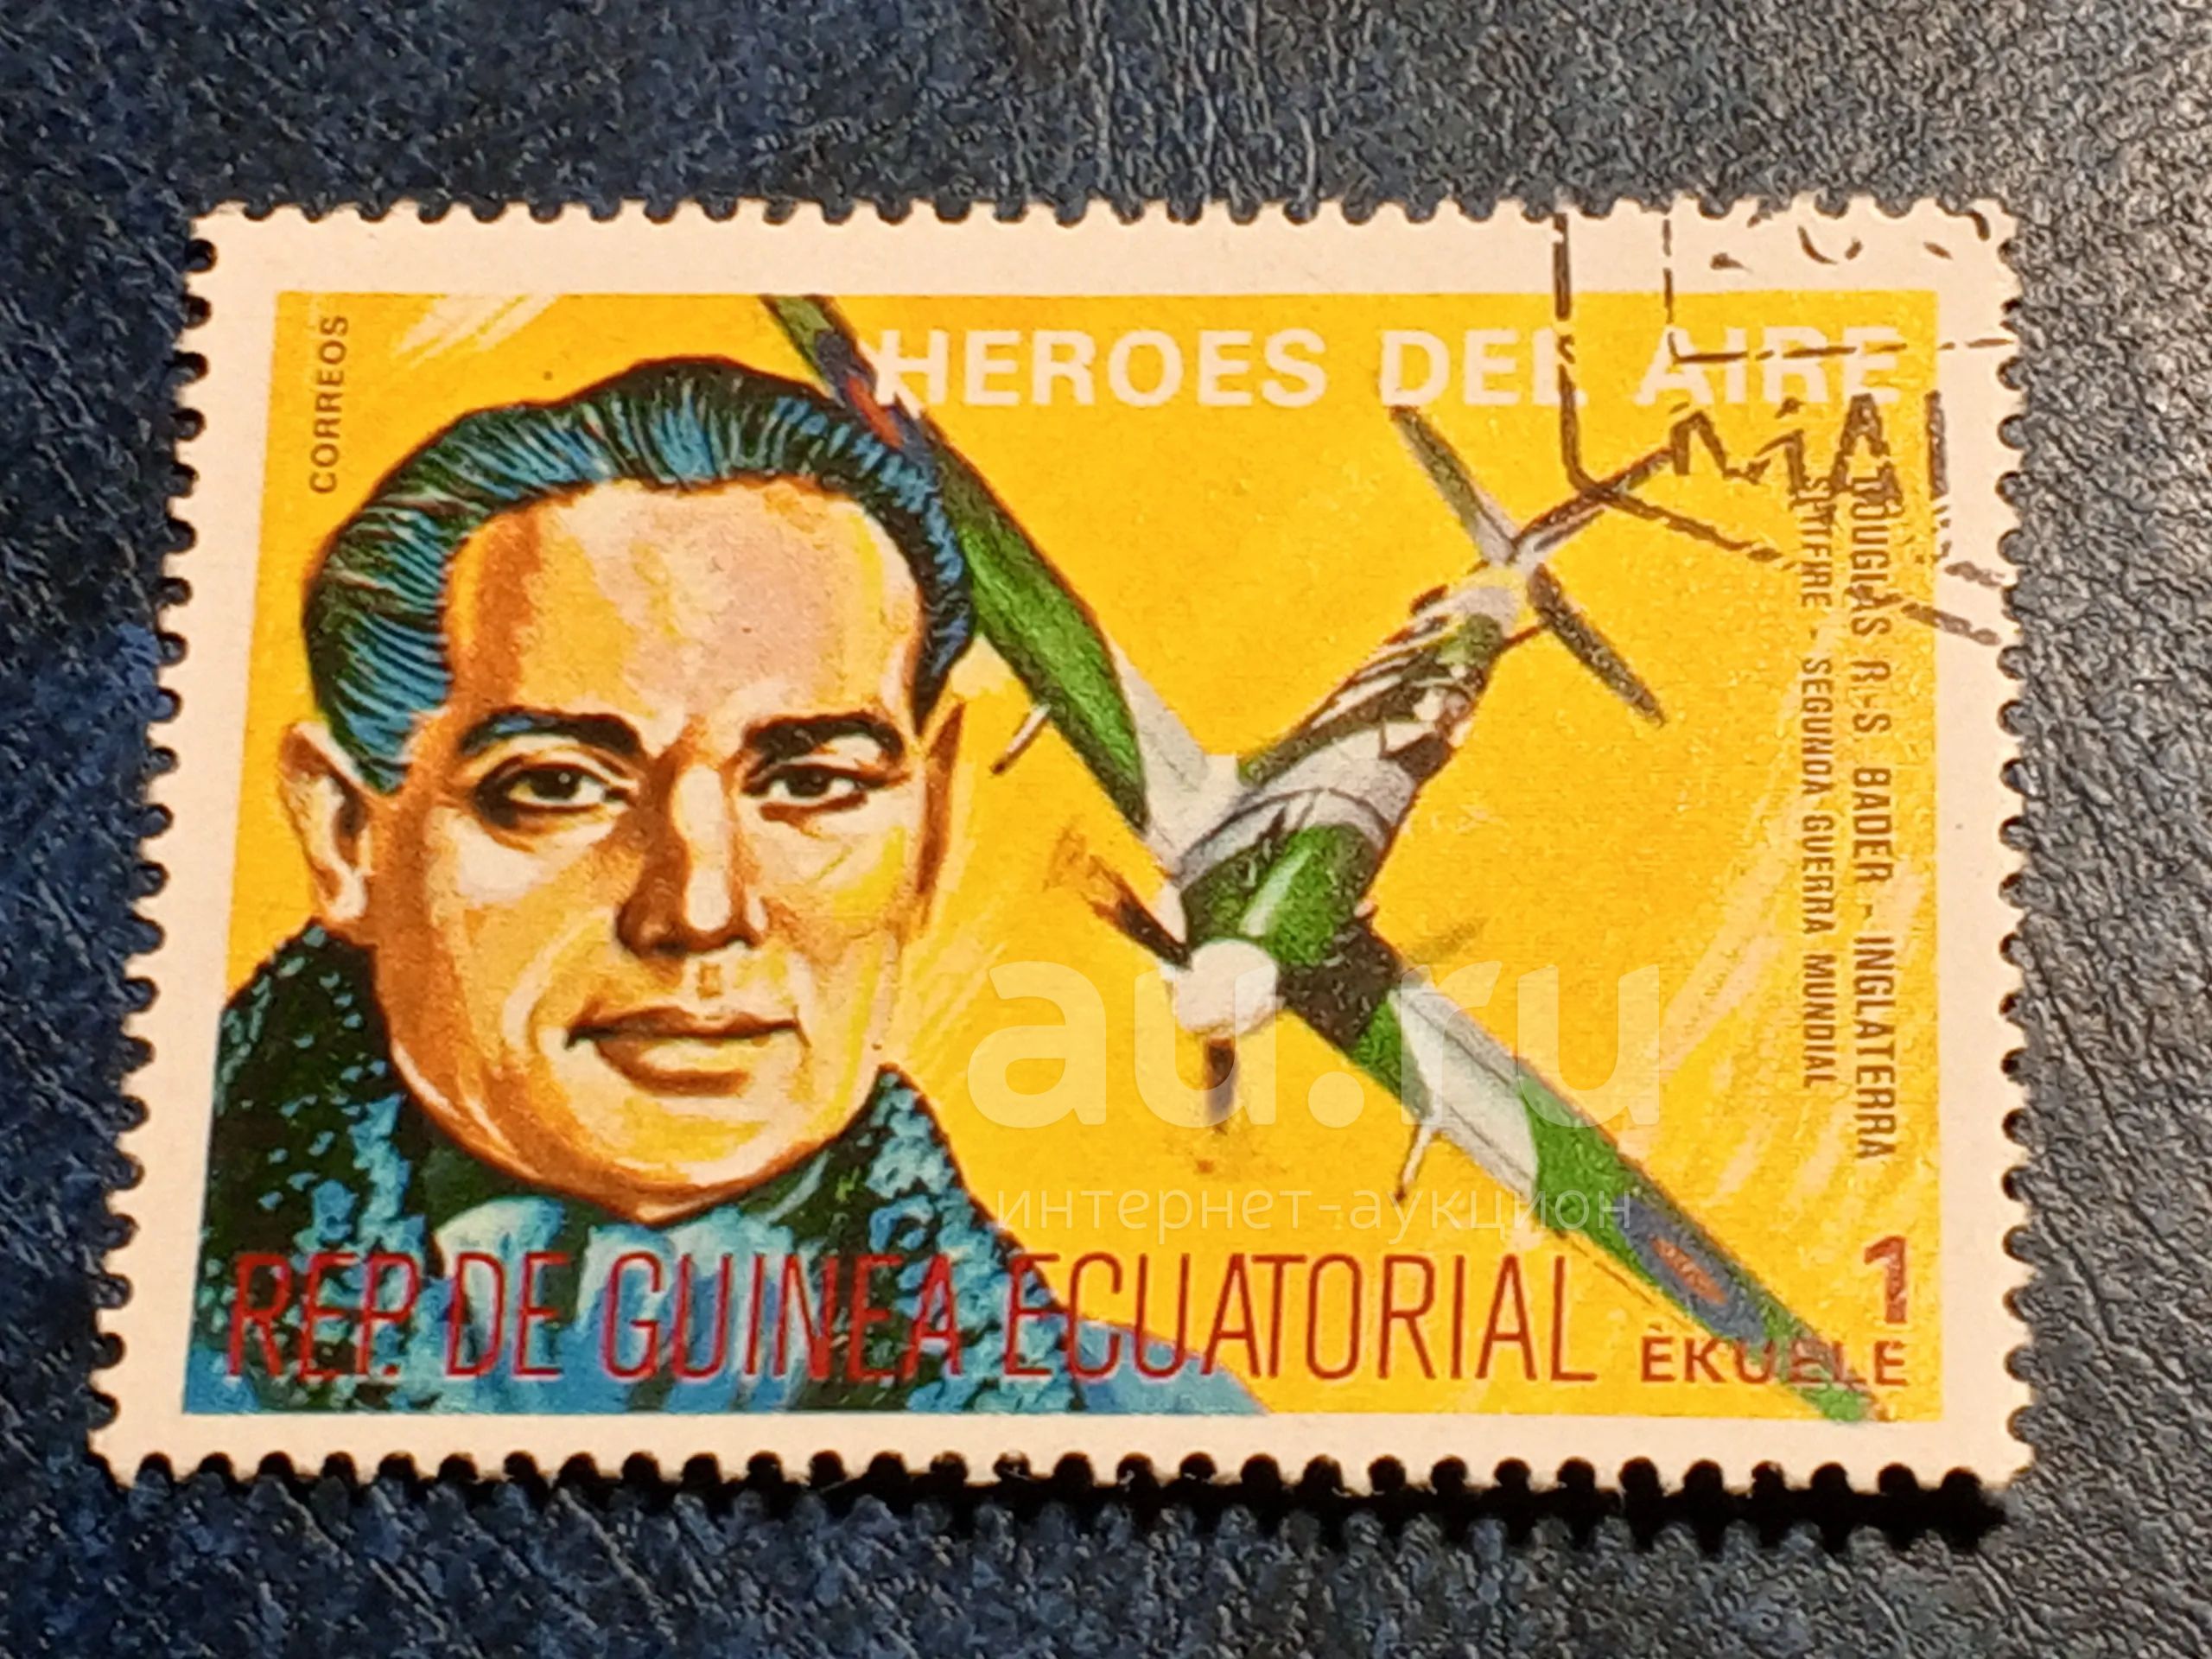 CORREOS
HEROES DEL AIRE
DOUGLAS R.-S BADER - INGLATERRA
SPITFIRE - SEGUNDA GUERRA MUNDIAL
au.ru
интернет-аукцион
REP. DE GUINEA ECUATORIAL
1
ÈKUELE